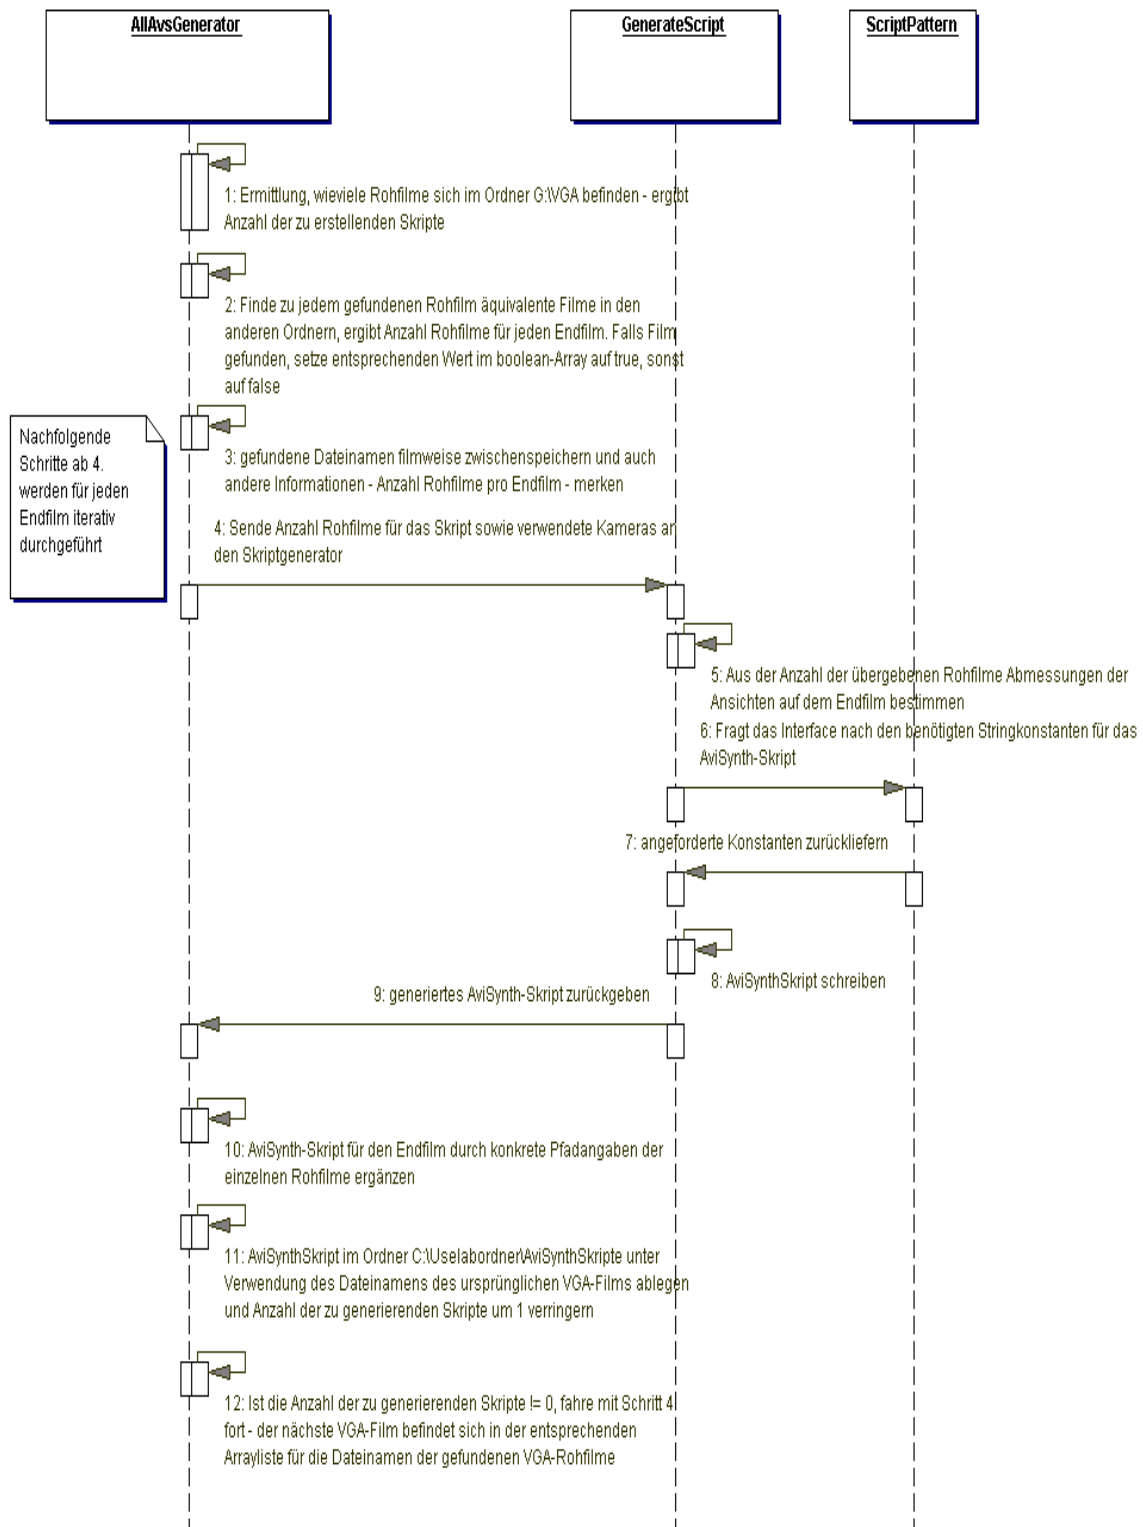 AllAvsGenerator
GenerateScript
ScriptPattern
1: Ermittlung, wieviele Rohfilme sich im Ordner G:\VGA befinden - ergibt
Anzahl der zu erstellenden Skripte
2: Finde zu jedem gefundenen Rohfilm äquivalente Filme in den
anderen Ordnern, ergibt Anzahl Rohfilme für jeden Endfilm. Falls Film
gefunden, setze entsprechenden Wert im boolean-Array auf true, sonst
auf false
Nachfolgende
Schritte ab 4.
werden für jeden
Endfilm iterativ
durchgeführt
3: gefundene Dateinamen filmweise zwischenspeichern und auch
andere Informationen - Anzahl Rohfilme pro Endfilm - merken
4: Sende Anzahl Rohfilme für das Skript sowie verwendete Kameras an
den Skriptgenerator
5: Aus der Anzahl der übergebenen Rohfilme Abmessungen der
Ansichten auf dem Endfilm bestimmen
6: Fragt das Interface nach den benötigten Stringkonstanten für das
AviSynth-Skript
7: angeforderte Konstanten zurückliefern
8: AviSynthSkript schreiben
9: generiertes AviSynth-Skript zurückgeben
10: AviSynth-Skript für den Endfilm durch konkrete Pfadangaben der
einzelnen Rohfilme ergänzen
11: AviSynthSkript im Ordner C:\Uselabordner\AviSynthSkripte unter
Verwendung des Dateinamens des ursprünglichen VGA-Films ablegen
und Anzahl der zu generierenden Skripte um 1 verringern
12: Ist die Anzahl der zu generierenden Skripte != 0, fahre mit Schritt 4
fort - der nächste VGA-Film befindet sich in der entsprechenden
Arrayliste für die Dateinamen der gefundenen VGA-Rohfilme